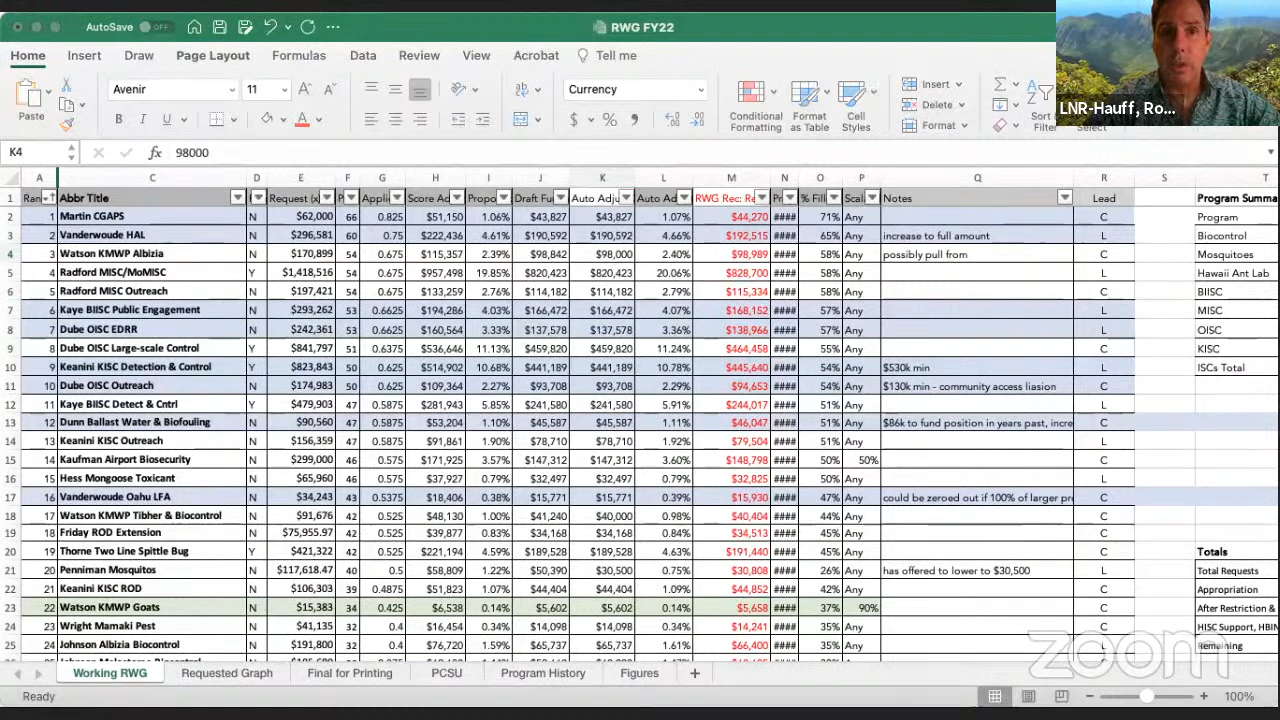 AutoSave OFF ... RWG FY22
Home Insert Draw Page Layout Formulas Data Review View Acrobat Tell me
LNR-Hauff, Ro...
Paste Avenir 11 Currency Conditional Formatting Format as Table Cell Styles Insert Delete Format Sort Filter Select
K4 fx 98000
A C D E F G H I J K L M N O P Q R S T
1 Ran Abbr Title Request (x P Appli Score Ad Propo Draft Fu Auto Adju Auto Ad RWG Rec: Re Pr % Fill Scal Notes Lead Program Summa
2 1 Martin CGAPS N $62,000 66 0.825 $51,150 1.06% $43,827 $43,827 1.07% $44,270 #### 71% Any C Program
3 2 Vanderwoude HAL N $296,581 60 0.75 $222,436 4.61% $190,592 $190,592 4.66% $192,515 #### 65% Any increase to full amount L Biocontrol
4 3 Watson KMWP Albizia N $170,899 54 0.675 $115,357 2.39% $98,842 $98,000 2.40% $98,989 #### 58% Any possibly pull from C Mosquitoes
5 4 Radford MISC/MoMISC Y $1,418,516 54 0.675 $957,498 19.85% $820,423 $820,423 20.06% $828,700 #### 58% Any L Hawaii Ant Lab
6 5 Radford MISC Outreach N $197,421 54 0.675 $133,259 2.76% $114,182 $114,182 2.79% $115,334 #### 58% Any C BIISC
7 6 Kaye BIISC Public Engagement N $293,262 53 0.6625 $194,286 4.03% $166,472 $166,472 4.07% $168,152 #### 57% Any L MISC
8 7 Dube OISC EDRR N $242,361 53 0.6625 $160,564 3.33% $137,578 $137,578 3.36% $138,966 #### 57% Any L OISC
9 8 Dube OISC Large-scale Control Y $841,797 51 0.6375 $536,646 11.13% $459,820 $459,820 11.24% $464,458 #### 55% Any C KISC
10 9 Keanini KISC Detection & Control Y $823,843 50 0.625 $514,902 10.68% $441,189 $441,189 10.78% $445,640 #### 54% Any $530k min L ISCs Total
11 10 Dube OISC Outreach N $174,983 50 0.625 $109,364 2.27% $93,708 $93,708 2.29% $94,653 #### 54% Any $130k min - community access liasion C
12 11 Kaye BIISC Detect & Cntrl Y $479,903 47 0.5875 $281,943 5.85% $241,580 $241,580 5.91% $244,017 #### 51% Any L
13 12 Dunn Ballast Water & Biofouling N $90,560 47 0.5875 $53,204 1.10% $45,587 $45,587 1.11% $46,047 #### 51% Any $86k to fund position in years past, incre C
14 13 Keanini KISC Outreach N $156,359 47 0.5875 $91,861 1.90% $78,710 $78,710 1.92% $79,504 #### 51% Any L
15 14 Kaufman Airport Biosecurity N $299,000 46 0.575 $171,925 3.57% $147,312 $147,312 3.60% $148,798 #### 50% 50% C
16 15 Hess Mongoose Toxicant N $65,960 46 0.575 $37,927 0.79% $32,497 $32,497 0.79% $32,825 #### 50% Any L
17 16 Vanderwoude Oahu LFA N $34,243 43 0.5375 $18,406 0.38% $15,771 $15,771 0.39% $15,930 #### 47% Any could be zeroed out if 100% of larger pr C
18 17 Watson KMWP Tibher & Biocontrol N $91,676 42 0.525 $48,130 1.00% $41,240 $40,000 0.98% $40,404 #### 44% Any C
19 18 Friday ROD Extension N $75,955.97 42 0.525 $39,877 0.83% $34,168 $34,168 0.84% $34,513 #### 45% Any C
20 19 Thorne Two Line Spittle Bug Y $421,322 42 0.525 $221,194 4.59% $189,528 $189,528 4.63% $191,440 #### 45% Any C Totals
21 20 Penniman Mosquitos N $117,618.47 40 0.5 $58,809 1.22% $50,390 $30,500 0.75% $30,808 #### 26% Any has offered to lower to $30,500 L Total Requests
22 21 Keanini KISC ROD N $106,303 39 0.4875 $51,823 1.07% $44,404 $44,404 1.09% $44,852 #### 42% Any C Appropriation
23 22 Watson KMWP Goats N $15,383 34 0.425 $6,538 0.14% $5,602 $5,602 0.14% $5,658 #### 37% 90% C After Restriction &
24 23 Wright Mamaki Pest N $41,135 32 0.4 $16,454 0.34% $14,098 $14,098 0.34% $14,241 #### 35% Any C HISC Support, HBIN
25 24 Johnson Albizia Biocontrol N $191,800 32 0.4 $76,720 1.59% $65,737 $65,737 1.61% $66,400 #### 35% Any L Remaining
zoom
Working RWG Requested Graph Final for Printing PCSU Program History Figures +
Ready 100%